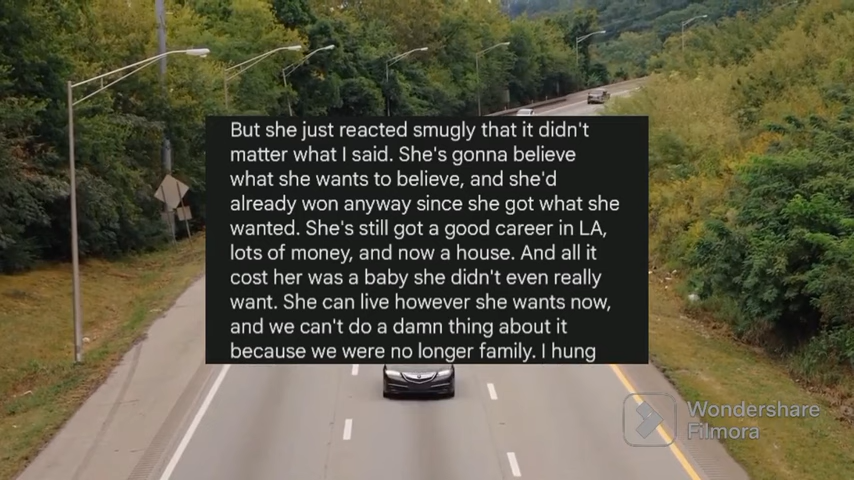 But she just reacted smugly that it didn't
matter what I said. She's gonna believe
what she wants to believe, and she'd
already won anyway since she got what she
wanted. She's still got a good career in LA,
lots of money, and now a house. And all it
cost her was a baby she didn't even really
want. She can live however she wants now,
and we can't do a damn thing about it
because we were no longer family. I hung
Wondershare
Filmora